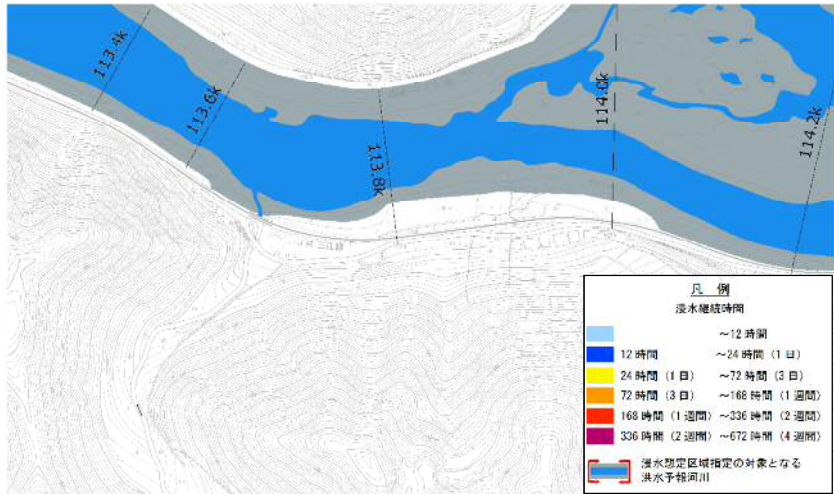 113.4k
113.6k
113.8k
114.0k
114.2k
凡 例
浸水継続時間
～12時間
12時間 ～24時間(1日)
24時間(1日) ～72時間(3日)
72時間(3日) ～168時間(1週間)
168時間(1週間) ～336時間(2週間)
336時間(2週間) ～672時間(4週間)
浸水想定区域指定の対象となる
洪水予報河川